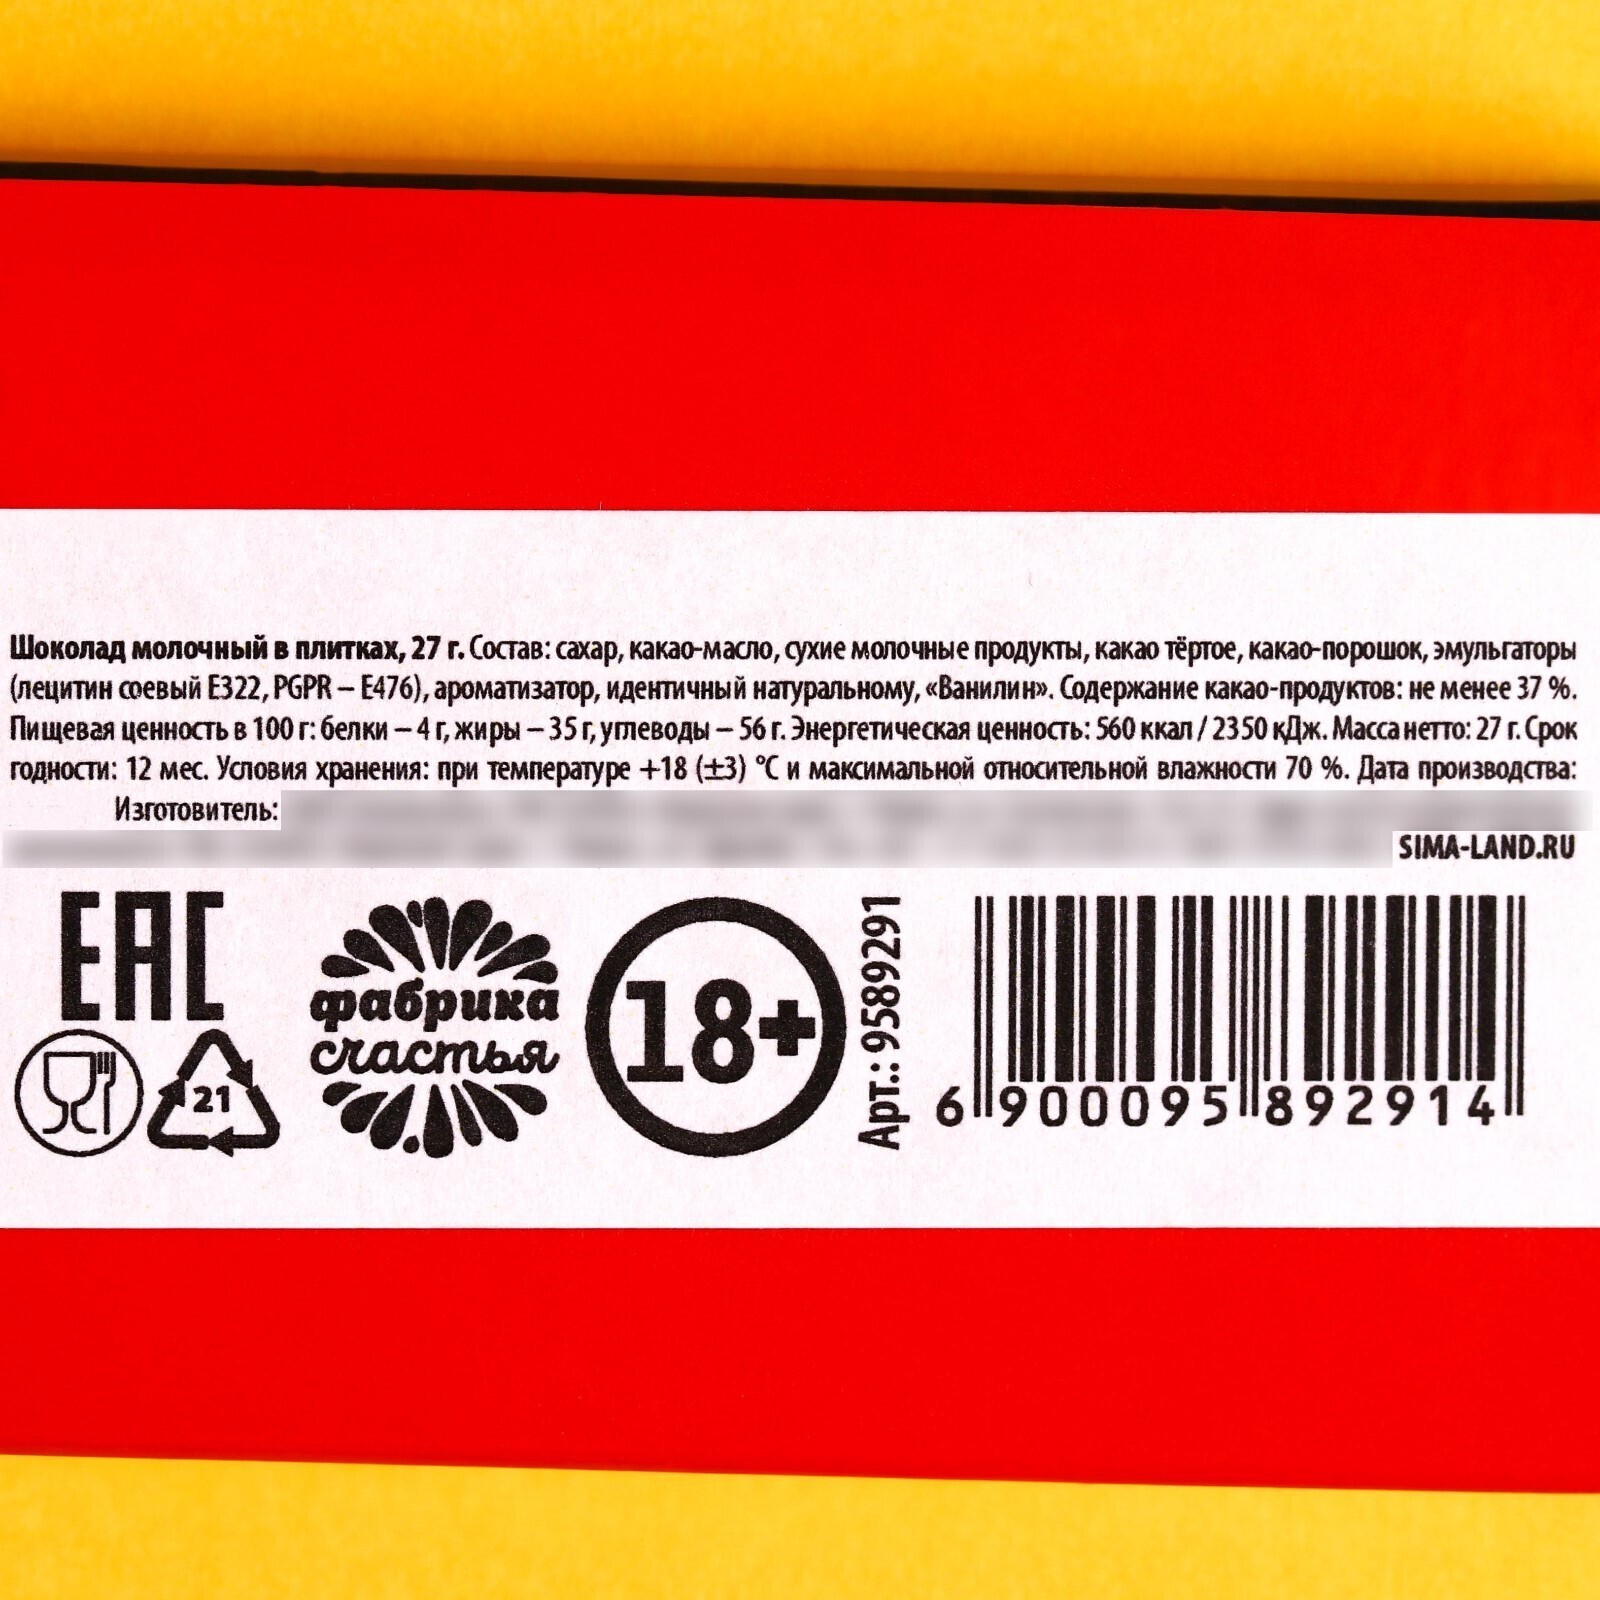 Шоколад молочный в плитках, 27 г. Состав: сахар, какао-масло, сухие молочные продукты, какао тёртое, какао-порошок, эмульгаторы
(лецитин соевый Е322, PGPR – Е476), ароматизатор, идентичный натуральному, «Ванилин». Содержание какао-продуктов: не менее 37 %.
Пищевая ценность в 100 г: белки – 4 г, жиры – 35 г, углеводы – 56 г. Энергетическая ценность: 560 ккал / 2350 кДж. Масса нетто: 27 г. Срок
годности: 12 мес. Условия хранения: при температуре +18 (±3) °С и максимальной относительной влажности 70 %. Дата производства:
Изготовитель:
SIMA-LAND.RU
EAC
21
фабрика
счастья
18+
Арт.: 9589291
6 900095 892914